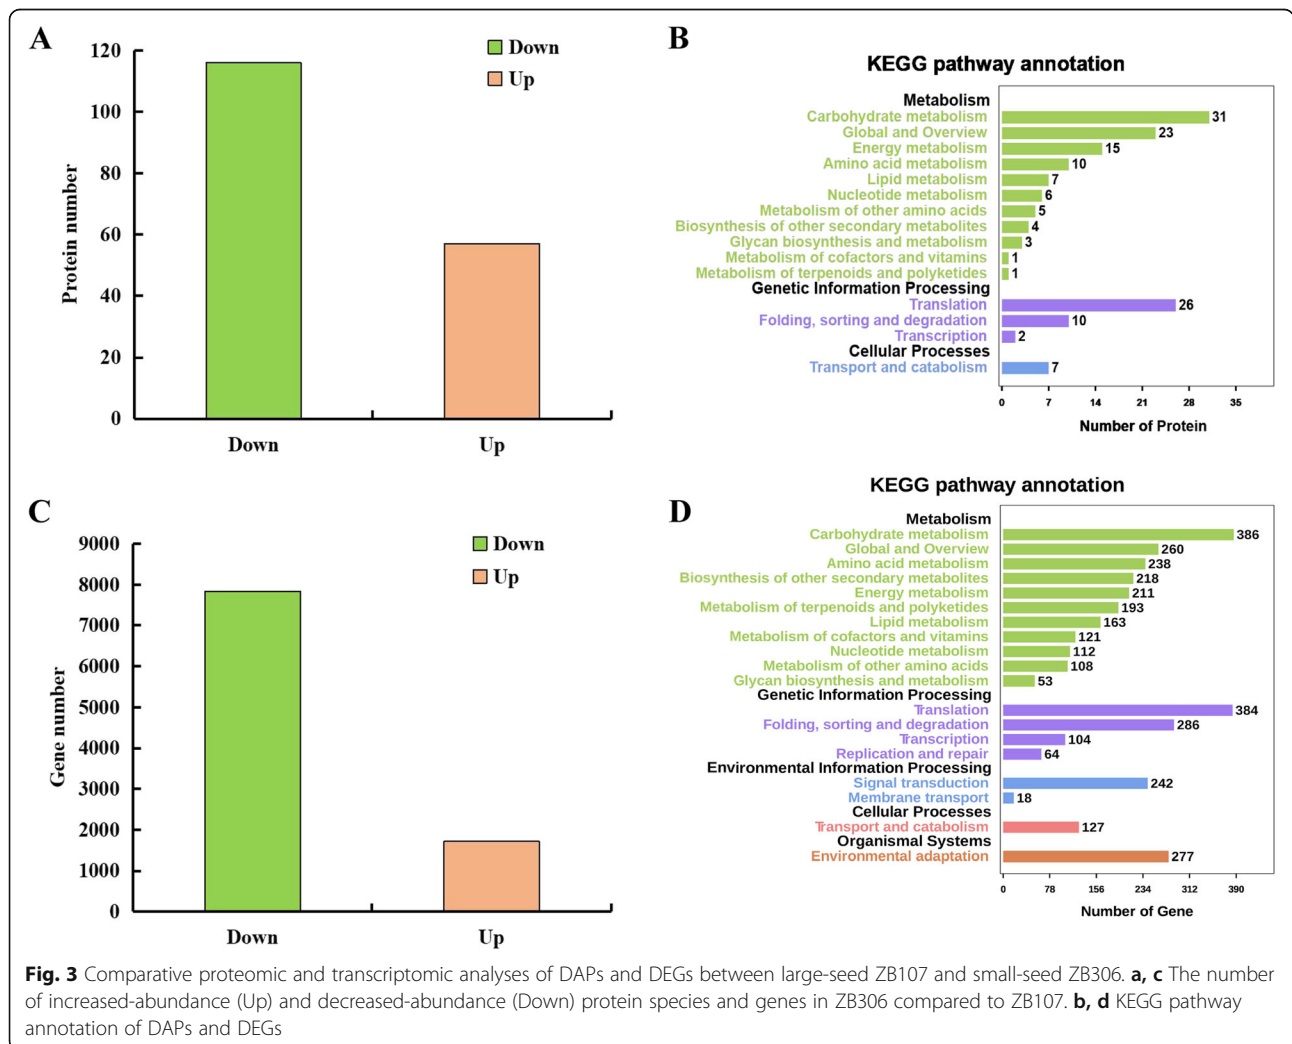 A
120
100
80
60
40
20
0
Protein number
Down
Up
Down
Up
B
KEGG pathway annotation
Metabolism
Carbohydrate metabolism 31
Global and Overview 23
Energy metabolism 15
Amino acid metabolism 10
Lipid metabolism 7
Nucleotide metabolism 6
Metabolism of other amino acids 5
Biosynthesis of other secondary metabolites 4
Glycan biosynthesis and metabolism 3
Metabolism of cofactors and vitamins 1
Metabolism of terpenoids and polyketides 1
Genetic Information Processing
Translation 26
Folding, sorting and degradation 10
Transcription 2
Cellular Processes
Transport and catabolism 7
0 7 14 21 28 35
Number of Protein
C
9000
8000
7000
6000
5000
4000
3000
2000
1000
0
Gene number
Down
Up
Down
Up
D
KEGG pathway annotation
Metabolism
Carbohydrate metabolism 386
Global and Overview 260
Amino acid metabolism 238
Biosynthesis of other secondary metabolites 218
Energy metabolism 211
Metabolism of terpenoids and polyketides 193
Lipid metabolism 163
Metabolism of cofactors and vitamins 121
Nucleotide metabolism 112
Metabolism of other amino acids 108
Glycan biosynthesis and metabolism 53
Genetic Information Processing
Translation 384
Folding, sorting and degradation 286
Transcription 104
Replication and repair 64
Environmental Information Processing
Signal transduction 242
Membrane transport 18
Cellular Processes
Transport and catabolism 127
Organismal Systems
Environmental adaptation 277
0 78 156 234 312 390
Number of Gene
Fig. 3 Comparative proteomic and transcriptomic analyses of DAPs and DEGs between large-seed ZB107 and small-seed ZB306. a, c The number
of increased-abundance (Up) and decreased-abundance (Down) protein species and genes in ZB306 compared to ZB107. b, d KEGG pathway
annotation of DAPs and DEGs